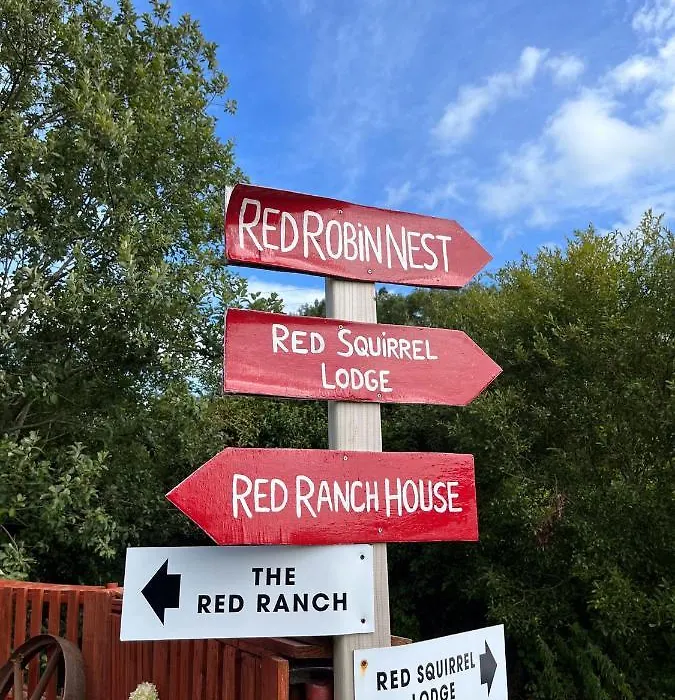 RED ROBiN NEST
RED SQUiRREL
LODGE
RED RANCH HOUSE
THE
RED RANCH
RED SQUIRREL
LODGE